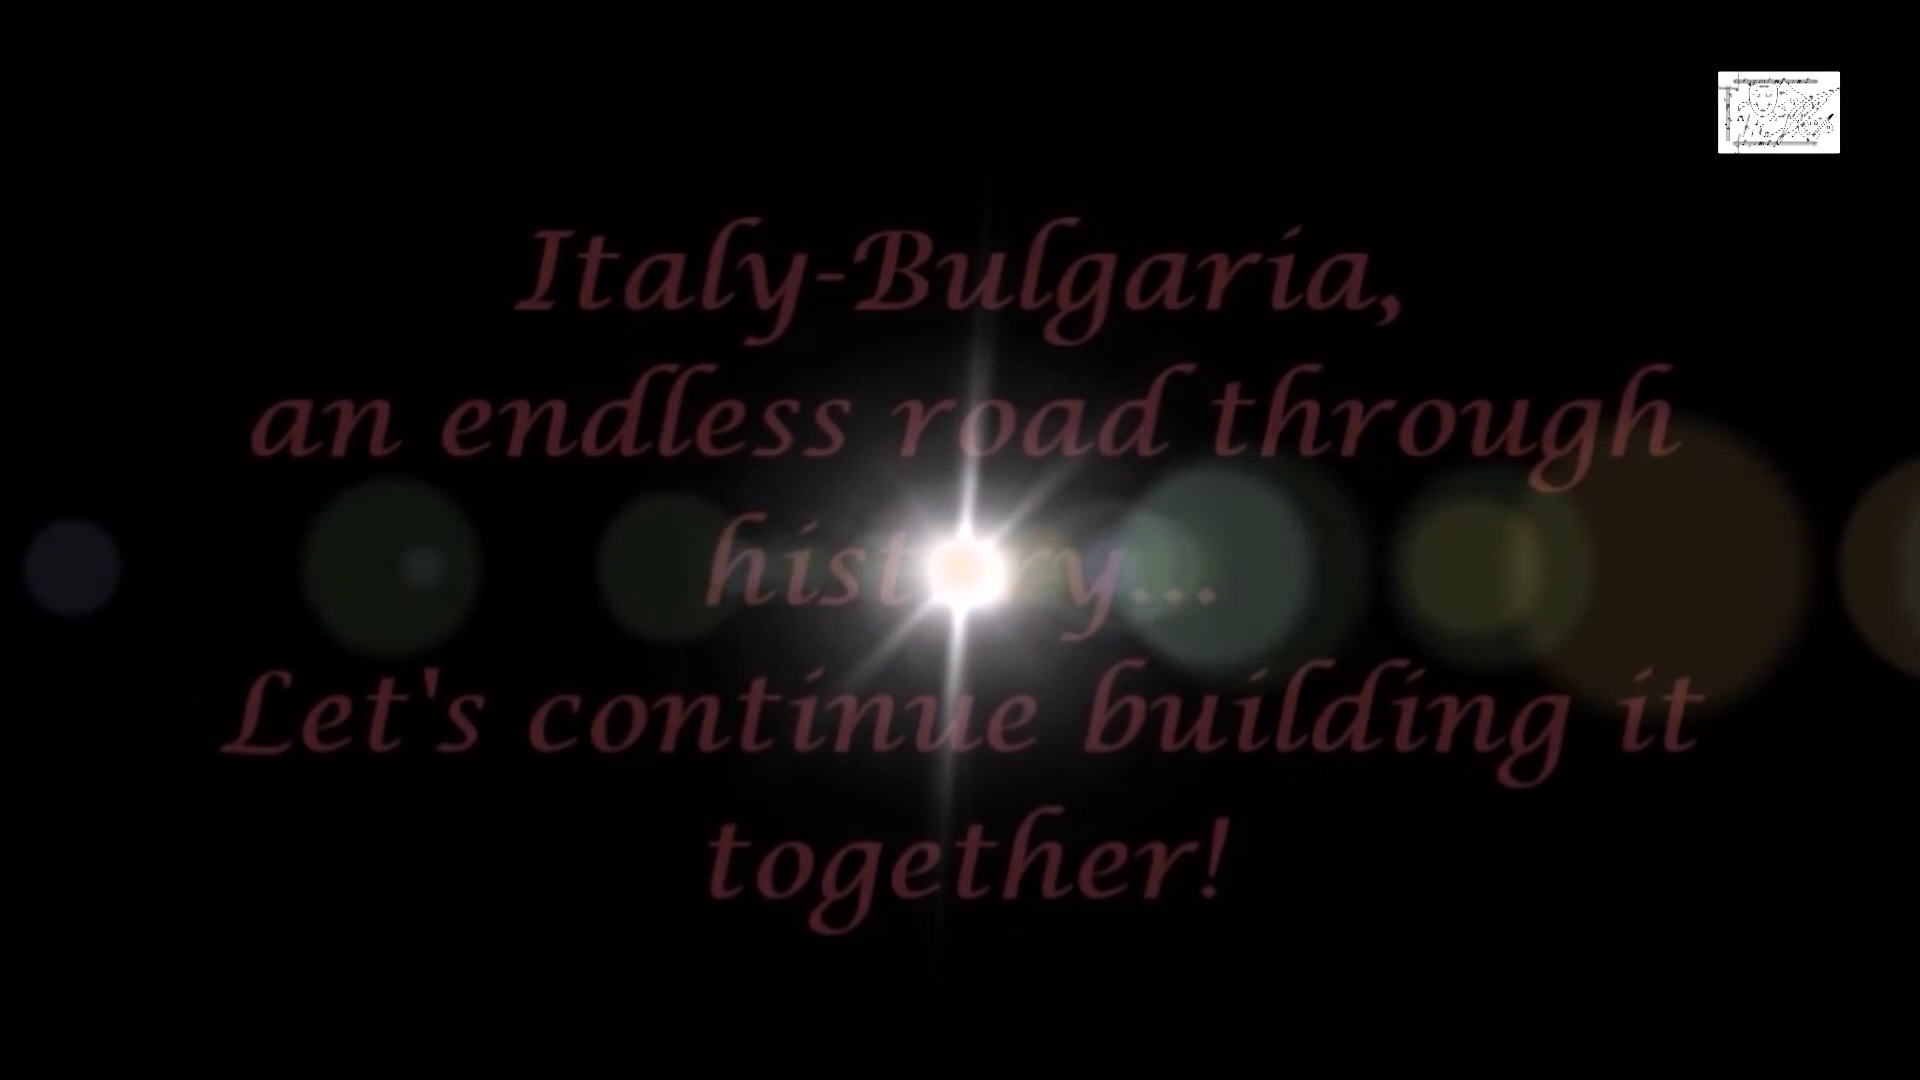 Italy-Bulgaria,
an endless road through
history...
Let's continue building it
together!